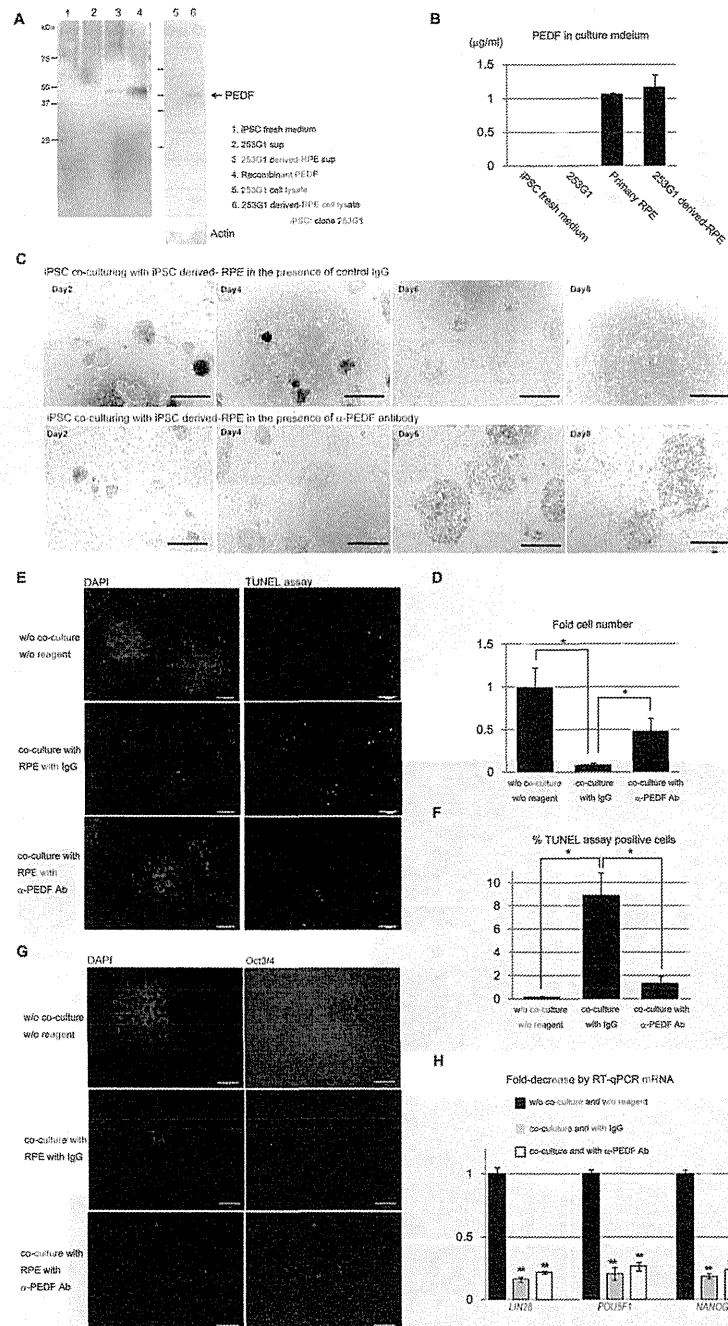 A
1 2 3 4 5 6
kDa
75
55
37
25
← PEDF
1. iPSC fresh medium
2. 253G1 sup
3. 253G1 derived-RPE sup
4. Recombinant PEDF
5. 253G1 cell lysate
6. 253G1 derived-RPE cell lysate
iPSC: clone 253G1
Actin
B
PEDF in culture mdeium
(μg/ml)
1.5
1
0.5
0
iPSC fresh medium
253G1
Primary RPE
253G1 derived-RPE
C
iPSC co-culturing with iPSC derived- RPE in the presence of control IgG
Day2
Day4
Day6
Day8
iPSC co-culturing with iPSC derived-RPE in the presence of α-PEDF antibody
Day2
Day4
Day6
Day8
E
DAPI
TUNEL assay
w/o co-culture
w/o reagent
co-culture with
RPE with IgG
co-culture with
RPE with
α-PEDF Ab
D
Fold cell number
1.5
1
0.5
0
*
*
w/o co-culture
w/o reagent
co-culture
with IgG
co-culture with
α-PEDF Ab
F
% TUNEL assay positive cells
10
8
6
4
2
0
*
*
w/o co-culture
w/o reagent
co-culture
with IgG
co-culture with
α-PEDF Ab
G
DAPI
Oct3/4
w/o co-culture
w/o reagent
co-culture with
RPE with IgG
co-culture with
RPE with
α-PEDF Ab
H
Fold-decrease by RT-qPCR mRNA
w/o co-culture and w/o reagent
co-culuture and with IgG
co-culture and with α-PEDF Ab
1
0.5
0
**
**
**
**
**
LIN28
POU5F1
NANOG